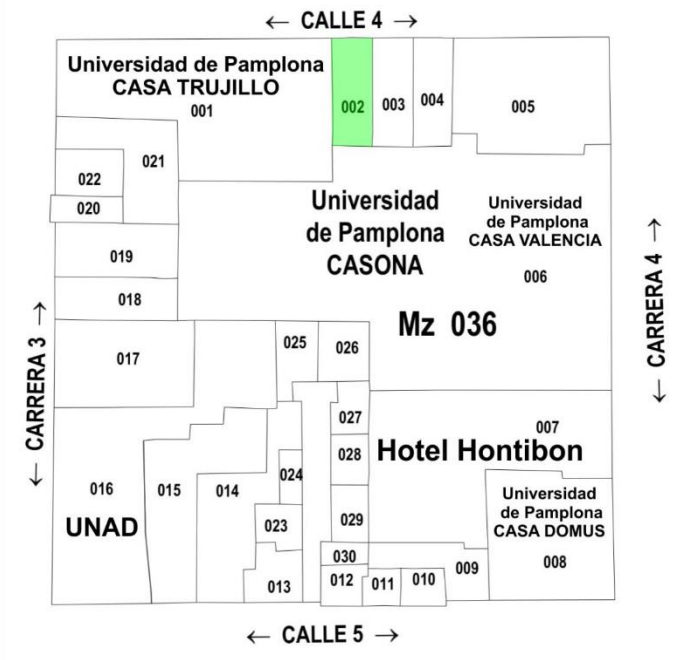 ← CALLE 4 →
Universidad de Pamplona
CASA TRUJILLO
001
002
003
004
005
021
022
020
019
018
Universidad
de Pamplona
CASONA
Universidad
de Pamplona
CASA VALENCIA
006
Mz 036
← CARRERA 3 →
← CARRERA 4 →
017
025
026
027
028
007
Hotel Hontibon
016
UNAD
015
014
024
023
029
Universidad
de Pamplona
CASA DOMUS
008
030
013
012
011
010
009
← CALLE 5 →